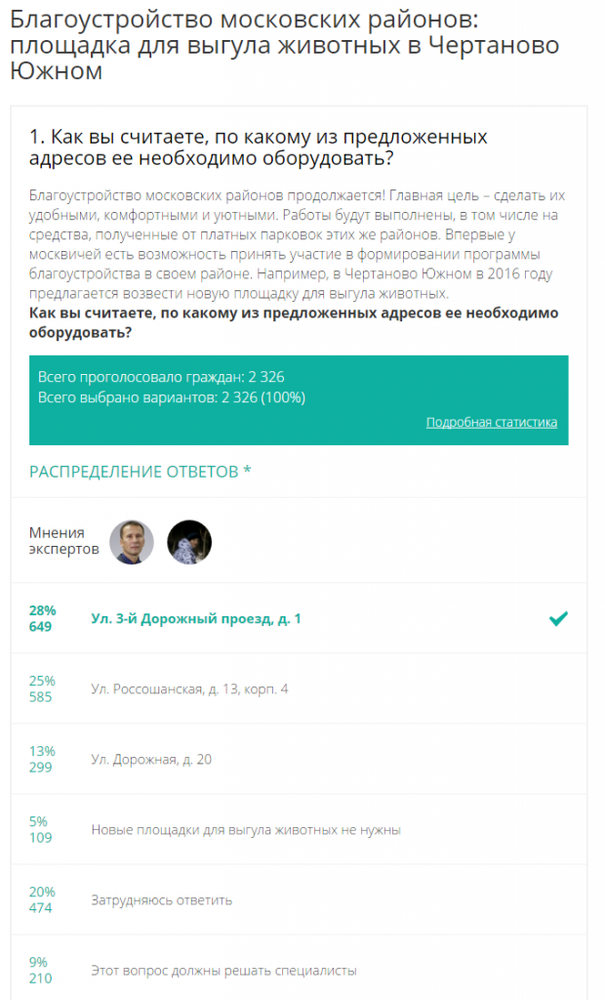 Благоустройство московских районов:
площадка для выгула животных в Чертаново
Южном
1. Как вы считаете, по какому из предложенных
адресов ее необходимо оборудовать?
Благоустройство московских районов продолжается! Главная цель – сделать их
удобными, комфортными и уютными. Работы будут выполнены, в том числе на
средства, полученные от платных парковок этих же районов. Впервые у
москвичей есть возможность принять участие в формировании программы
благоустройства в своем районе. Например, в Чертаново Южном в 2016 году
предлагается возвести новую площадку для выгула животных.
Как вы считаете, по какому из предложенных адресов ее необходимо
оборудовать?
Всего проголосовало граждан: 2 326
Всего выбрано вариантов: 2 326 (100%)
Подробная статистика
РАСПРЕДЕЛЕНИЕ ОТВЕТОВ *
Мнения
экспертов
28%
649
Ул. 3-й Дорожный проезд, д. 1
25%
585
Ул. Россошанская, д. 13, корп. 4
13%
299
Ул. Дорожная, д. 20
5%
109
Новые площадки для выгула животных не нужны
20%
474
Затрудняюсь ответить
9%
210
Этот вопрос должны решать специалисты